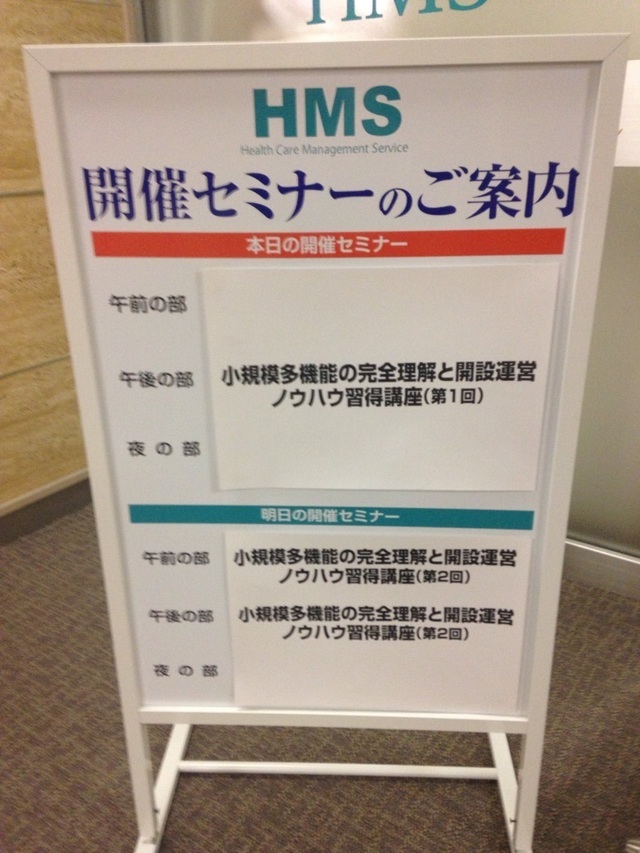 HMS
HMS
Health Care Management Service
開催セミナーのご案内
本日の開催セミナー
午前の部
午後の部
小規模多機能の完全理解と開設運営
ノウハウ習得講座(第1回)
夜の部
明日の開催セミナー
午前の部
小規模多機能の完全理解と開設運営
ノウハウ習得講座(第2回)
午後の部
小規模多機能の完全理解と開設運営
ノウハウ習得講座(第2回)
夜の部